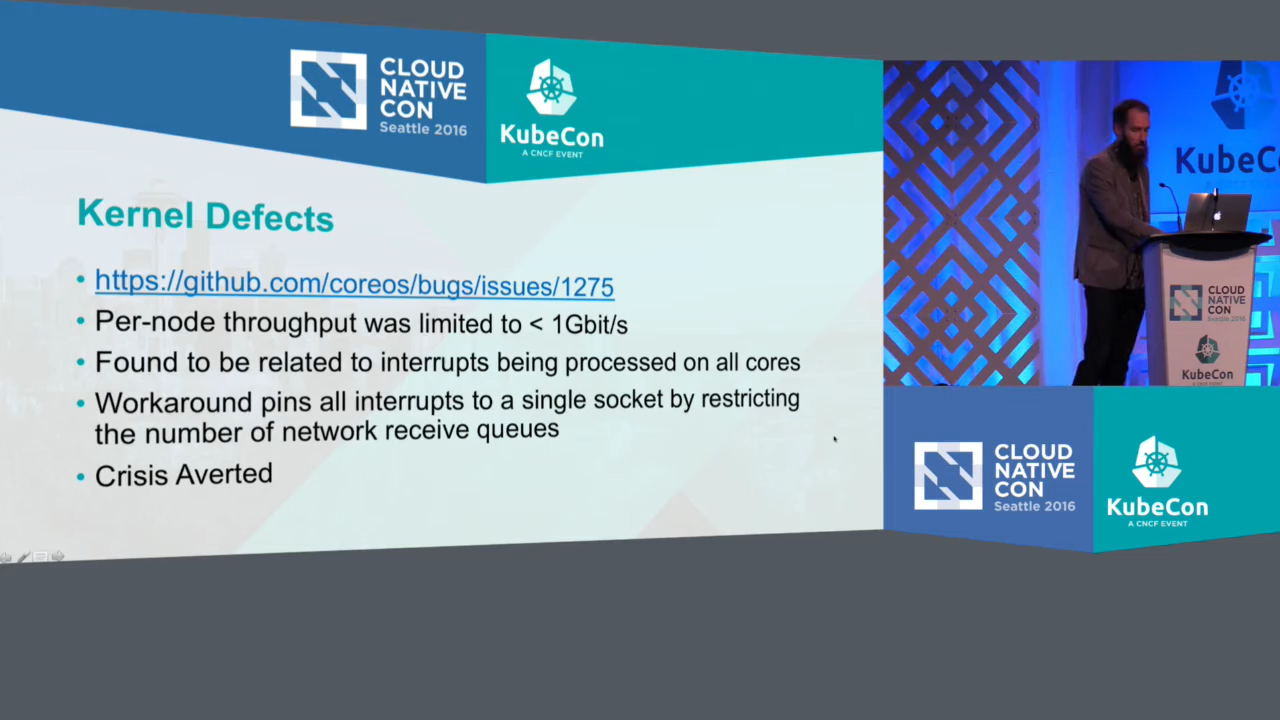 CLOUD
NATIVE
CON
Seattle 2016
KubeCon
A CNCF EVENT
Kernel Defects
• https://github.com/coreos/bugs/issues/1275
• Per-node throughput was limited to < 1Gbit/s
• Found to be related to interrupts being processed on all cores
• Workaround pins all interrupts to a single socket by restricting
the number of network receive queues
• Crisis Averted
KubeC
CLOUD
NATIVE
CON
Seattle 2016
KubeCon
A CNCF EVENT
CLOUD
NATIVE
CON
Seattle 2016
KubeCon
A CNCF EVENT